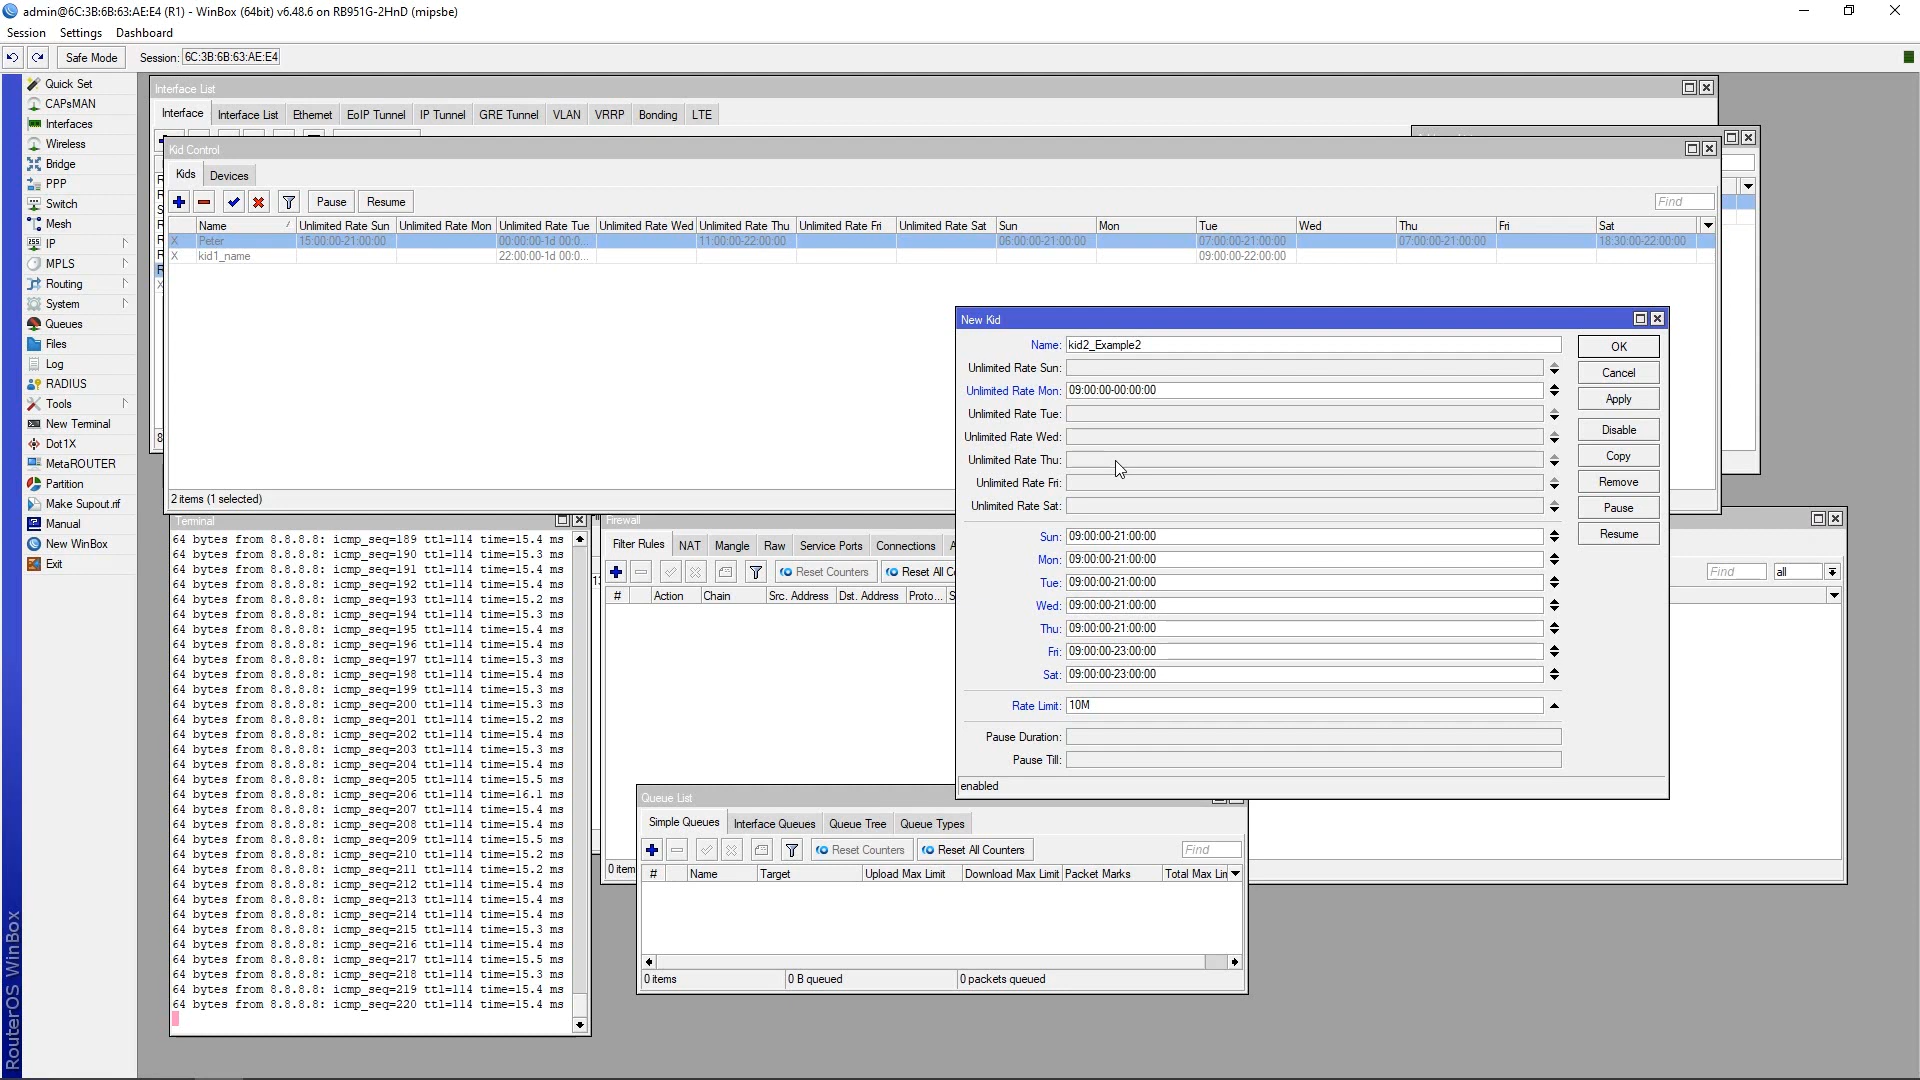 admin@6C:3B:6B:63:AE:E4 (R1) - WinBox (64bit) v6.48.6 on RB951G-2HnD (mipsbe)
Session Settings Dashboard
Safe Mode Session: 6C:3B:6B:63:AE:E4
Quick Set
CAPsMAN
Interfaces
Wireless
Bridge
PPP
Switch
Mesh
IP
MPLS
Routing
System
Queues
Files
Log
RADIUS
Tools
New Terminal
Dot1X
MetaROUTER
Partition
Make Supout.rif
Manual
New WinBox
Exit
RouterOS WinBox
Interface List
Interface Interface List Ethernet EoIP Tunnel IP Tunnel GRE Tunnel VLAN VRRP Bonding LTE
Kid Control
Kids Devices
Pause Resume Find
Name Unlimited Rate Sun Unlimited Rate Mon Unlimited Rate Tue Unlimited Rate Wed Unlimited Rate Thu Unlimited Rate Fri Unlimited Rate Sat Sun Mon Tue Wed Thu Fri Sat
X Peter 15:00:00-21:00:00 00:00:00-1d 00:0... 11:00:00-22:00:00 06:00:00-21:00:00 07:00:00-21:00:00 07:00:00-21:00:00 18:30:00-22:00:00
X kid1_name 22:00:00-1d 00:0... 09:00:00-22:00:00
2 items (1 selected)
New Kid
Name: kid2_Example2
Unlimited Rate Sun:
Unlimited Rate Mon: 09:00:00-00:00:00
Unlimited Rate Tue:
Unlimited Rate Wed:
Unlimited Rate Thu:
Unlimited Rate Fri:
Unlimited Rate Sat:
Sun: 09:00:00-21:00:00
Mon: 09:00:00-21:00:00
Tue: 09:00:00-21:00:00
Wed: 09:00:00-21:00:00
Thu: 09:00:00-21:00:00
Fri: 09:00:00-23:00:00
Sat: 09:00:00-23:00:00
Rate Limit: 10M
Pause Duration:
Pause Till:
enabled
OK
Cancel
Apply
Disable
Copy
Remove
Pause
Resume
Terminal
64 bytes from 8.8.8.8: icmp_seq=189 ttl=114 time=15.4 ms
64 bytes from 8.8.8.8: icmp_seq=190 ttl=114 time=15.3 ms
64 bytes from 8.8.8.8: icmp_seq=191 ttl=114 time=15.4 ms
64 bytes from 8.8.8.8: icmp_seq=192 ttl=114 time=15.4 ms
64 bytes from 8.8.8.8: icmp_seq=193 ttl=114 time=15.2 ms
64 bytes from 8.8.8.8: icmp_seq=194 ttl=114 time=15.3 ms
64 bytes from 8.8.8.8: icmp_seq=195 ttl=114 time=15.4 ms
64 bytes from 8.8.8.8: icmp_seq=196 ttl=114 time=15.4 ms
64 bytes from 8.8.8.8: icmp_seq=197 ttl=114 time=15.3 ms
64 bytes from 8.8.8.8: icmp_seq=198 ttl=114 time=15.4 ms
64 bytes from 8.8.8.8: icmp_seq=199 ttl=114 time=15.3 ms
64 bytes from 8.8.8.8: icmp_seq=200 ttl=114 time=15.3 ms
64 bytes from 8.8.8.8: icmp_seq=201 ttl=114 time=15.2 ms
64 bytes from 8.8.8.8: icmp_seq=202 ttl=114 time=15.4 ms
64 bytes from 8.8.8.8: icmp_seq=203 ttl=114 time=15.3 ms
64 bytes from 8.8.8.8: icmp_seq=204 ttl=114 time=15.4 ms
64 bytes from 8.8.8.8: icmp_seq=205 ttl=114 time=15.5 ms
64 bytes from 8.8.8.8: icmp_seq=206 ttl=114 time=16.1 ms
64 bytes from 8.8.8.8: icmp_seq=207 ttl=114 time=15.4 ms
64 bytes from 8.8.8.8: icmp_seq=208 ttl=114 time=15.4 ms
64 bytes from 8.8.8.8: icmp_seq=209 ttl=114 time=15.5 ms
64 bytes from 8.8.8.8: icmp_seq=210 ttl=114 time=15.2 ms
64 bytes from 8.8.8.8: icmp_seq=211 ttl=114 time=15.2 ms
64 bytes from 8.8.8.8: icmp_seq=212 ttl=114 time=15.4 ms
64 bytes from 8.8.8.8: icmp_seq=213 ttl=114 time=15.4 ms
64 bytes from 8.8.8.8: icmp_seq=214 ttl=114 time=15.4 ms
64 bytes from 8.8.8.8: icmp_seq=215 ttl=114 time=15.3 ms
64 bytes from 8.8.8.8: icmp_seq=216 ttl=114 time=15.4 ms
64 bytes from 8.8.8.8: icmp_seq=217 ttl=114 time=15.5 ms
64 bytes from 8.8.8.8: icmp_seq=218 ttl=114 time=15.3 ms
64 bytes from 8.8.8.8: icmp_seq=219 ttl=114 time=15.4 ms
64 bytes from 8.8.8.8: icmp_seq=220 ttl=114 time=15.4 ms
Firewall
Filter Rules NAT Mangle Raw Service Ports Connections
Reset Counters Reset All Find all
# Action Chain Src. Address Dst. Address Proto...
0 item
Queue List
Simple Queues Interface Queues Queue Tree Queue Types
Reset Counters Reset All Counters Find
# Name Target Upload Max Limit Download Max Limit Packet Marks Total Max Lin
0 items 0 B queued 0 packets queued